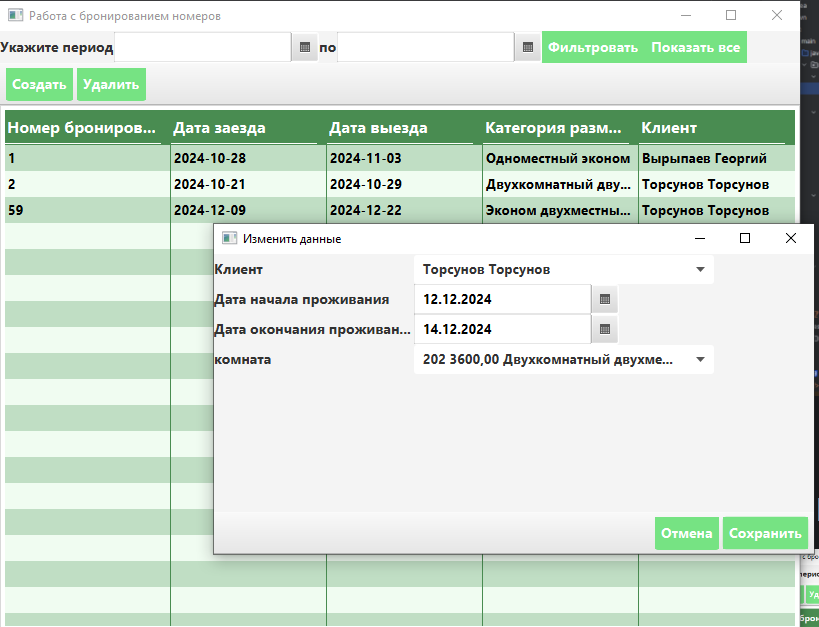 Работа с бронированием номеров
Укажите период по Фильтровать Показать все
Создать Удалить
Номер брониров... Дата заезда Дата выезда Категория разм... Клиент
1 2024-10-28 2024-11-03 Одноместный эконом Вырыпаев Георгий
2 2024-10-21 2024-10-29 Двухкомнатный дву... Торсунов Торсунов
59 2024-12-09 2024-12-22 Эконом двухместны... Торсунов Торсунов
Изменить данные
Клиент Торсунов Торсунов
Дата начала проживания 12.12.2024
Дата окончания прожиан... 14.12.2024
комната 202 3600,00 Двухкомнатный двухме...
Отмена Сохранить